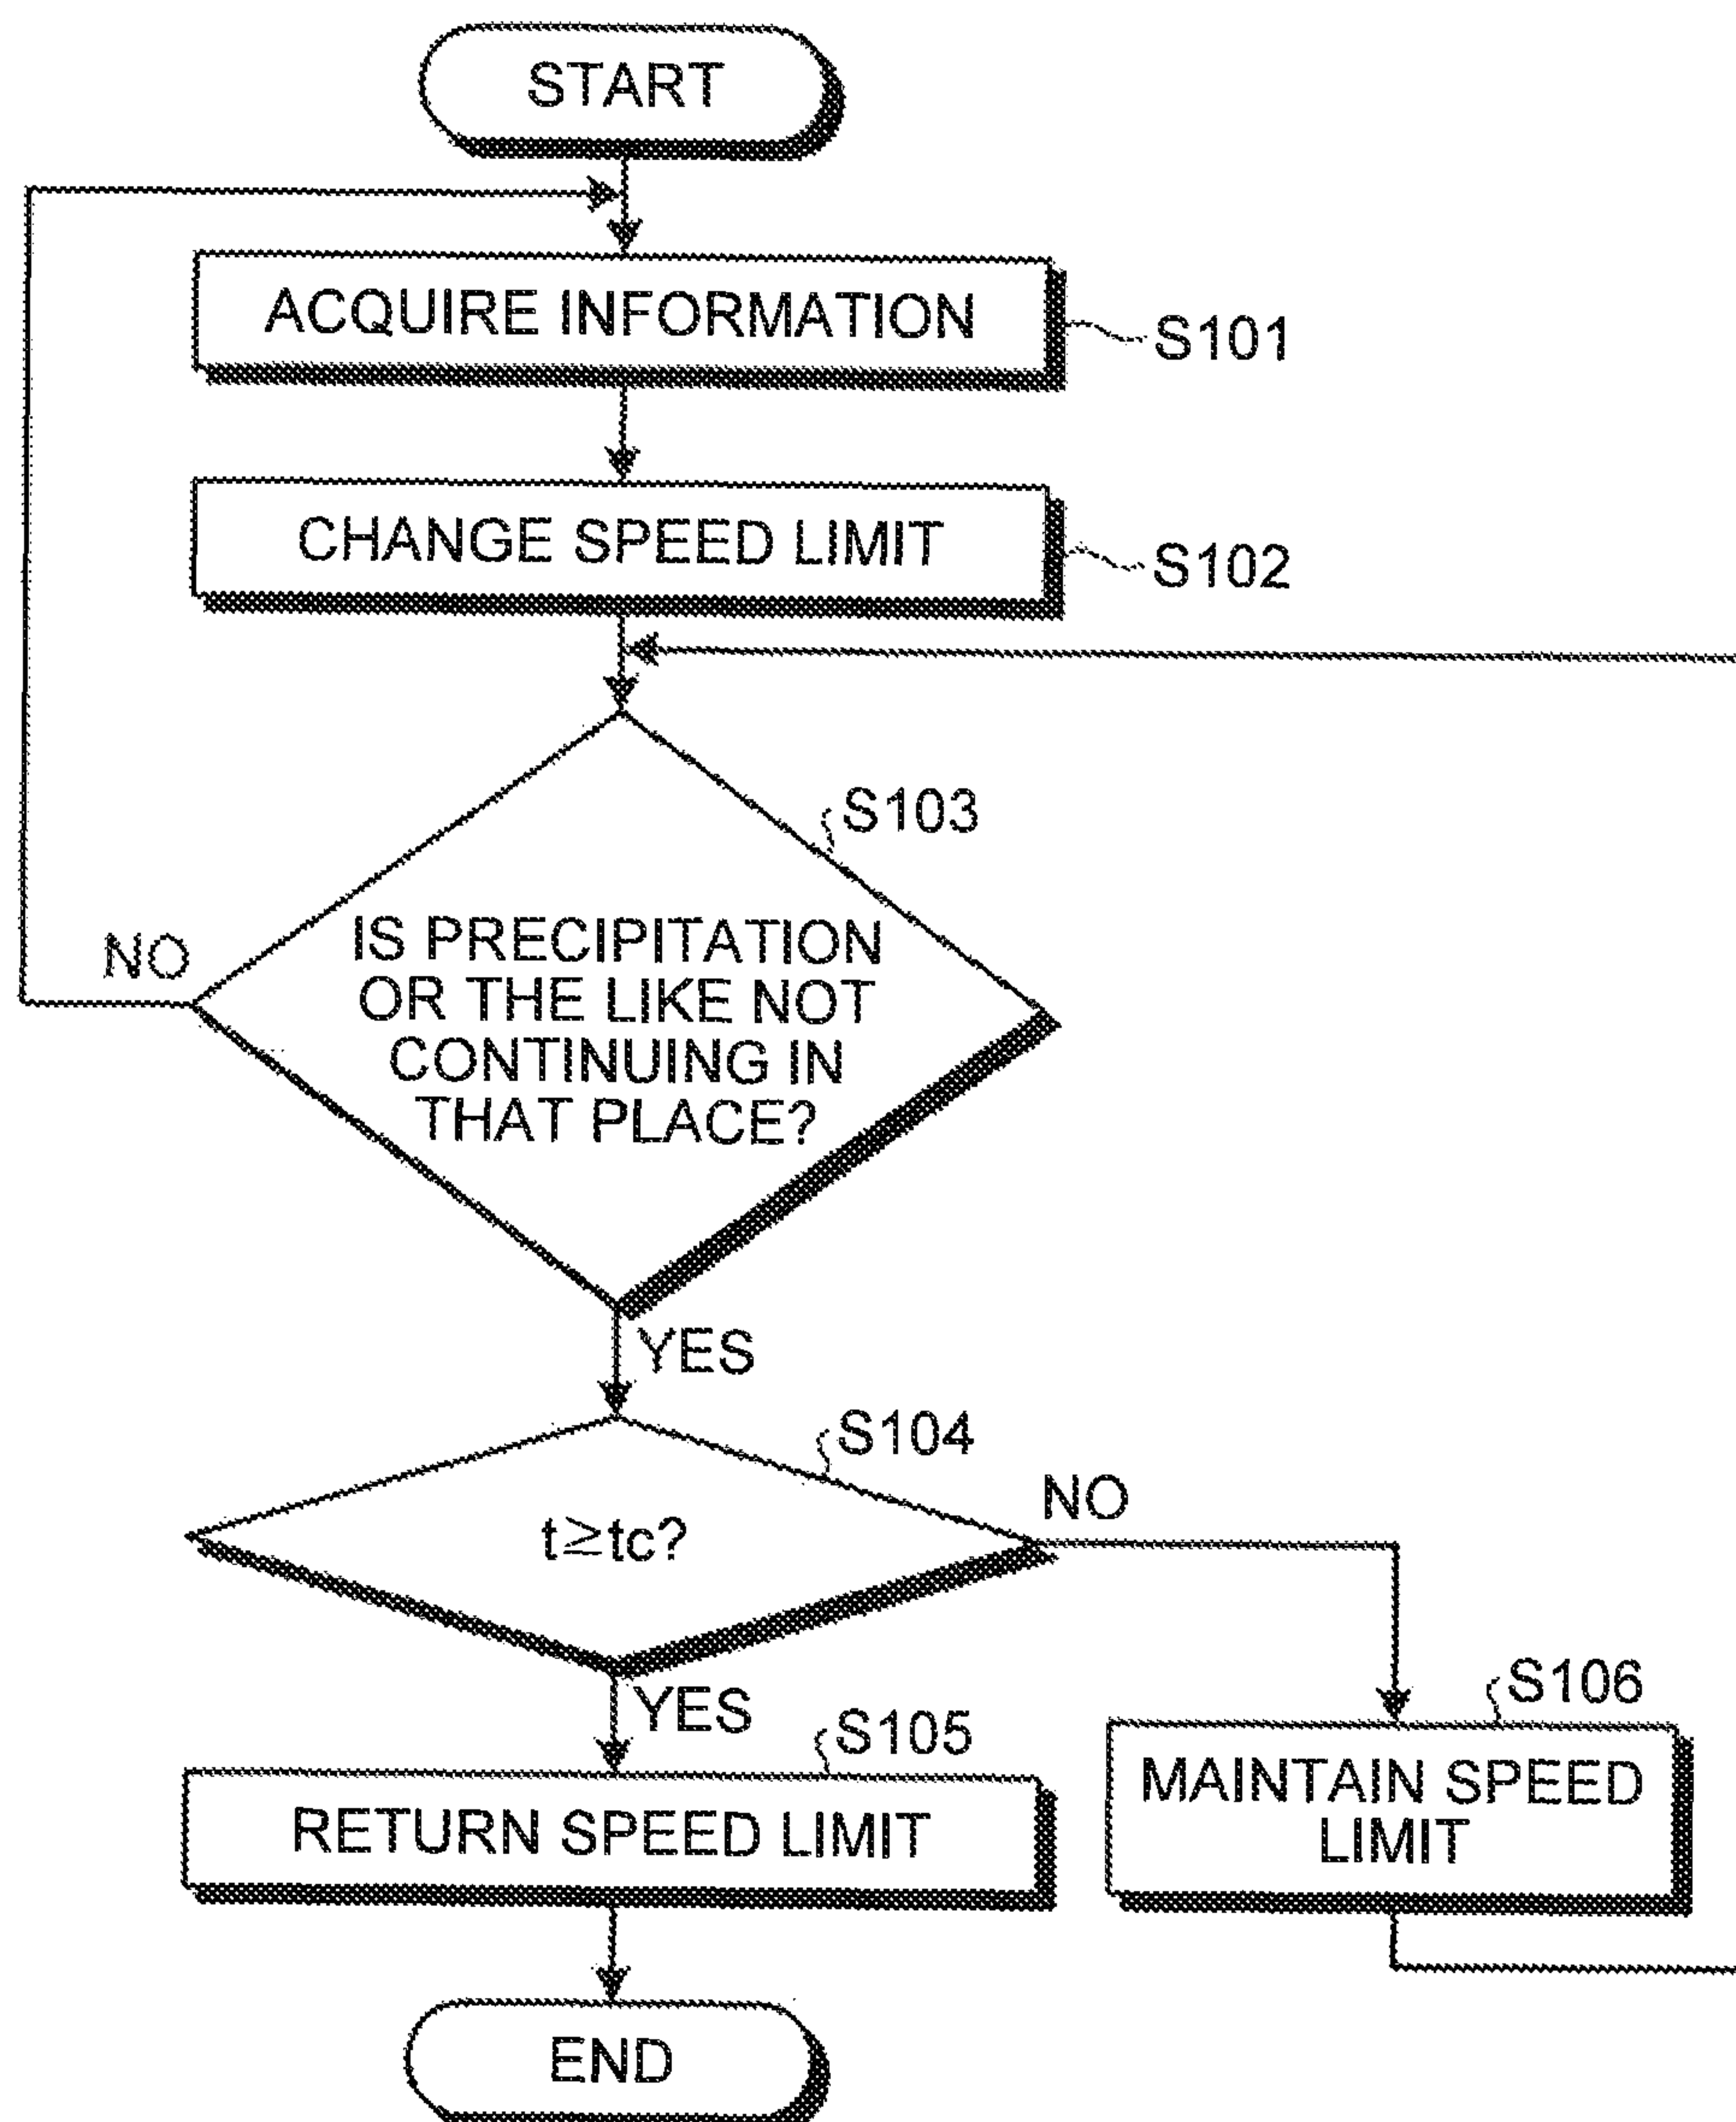 START
ACQUIRE INFORMATION
S101
CHANGE SPEED LIMIT
S102
S103
IS PRECIPITATION
OR THE LIKE NOT
CONTINUING IN
THAT PLACE?
NO
YES
S104
t≥tc?
NO
YES
S105
RETURN SPEED LIMIT
S106
MAINTAIN SPEED
LIMIT
END